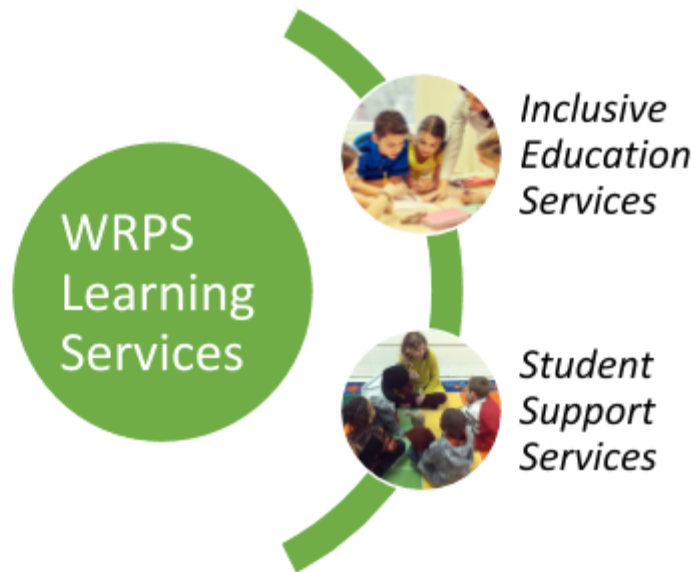 WRPS
Learning
Services
Inclusive
Education
Services
Student
Support
Services